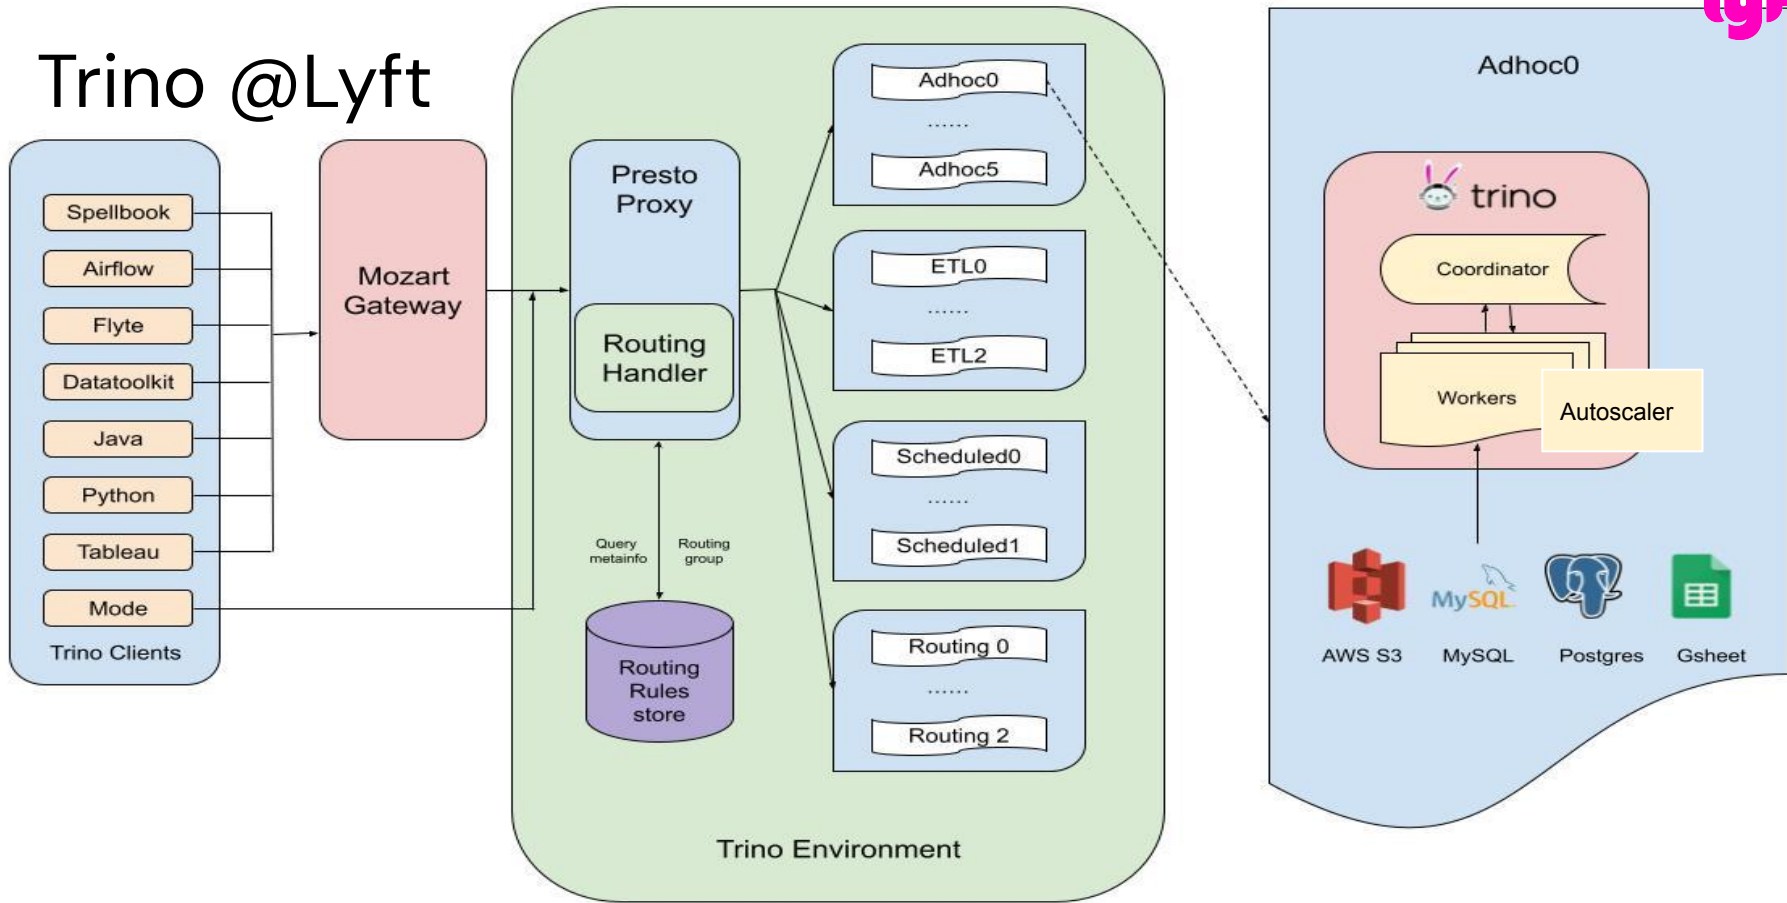 Trino @Lyft
Spellbook
Airflow
Flyte
Datatoolkit
Java
Python
Tableau
Mode
Trino Clients
Mozart
Gateway
Presto
Proxy
Routing
Handler
Query
metainfo
Routing
group
Routing
Rules
store
Adhoc0
......
Adhoc5
ETL0
......
ETL2
Scheduled0
......
Scheduled1
Routing 0
......
Routing 2
Trino Environment
Adhoc0
trino
Coordinator
Workers
Autoscaler
MySQL
AWS S3
MySQL
Postgres
Gsheet